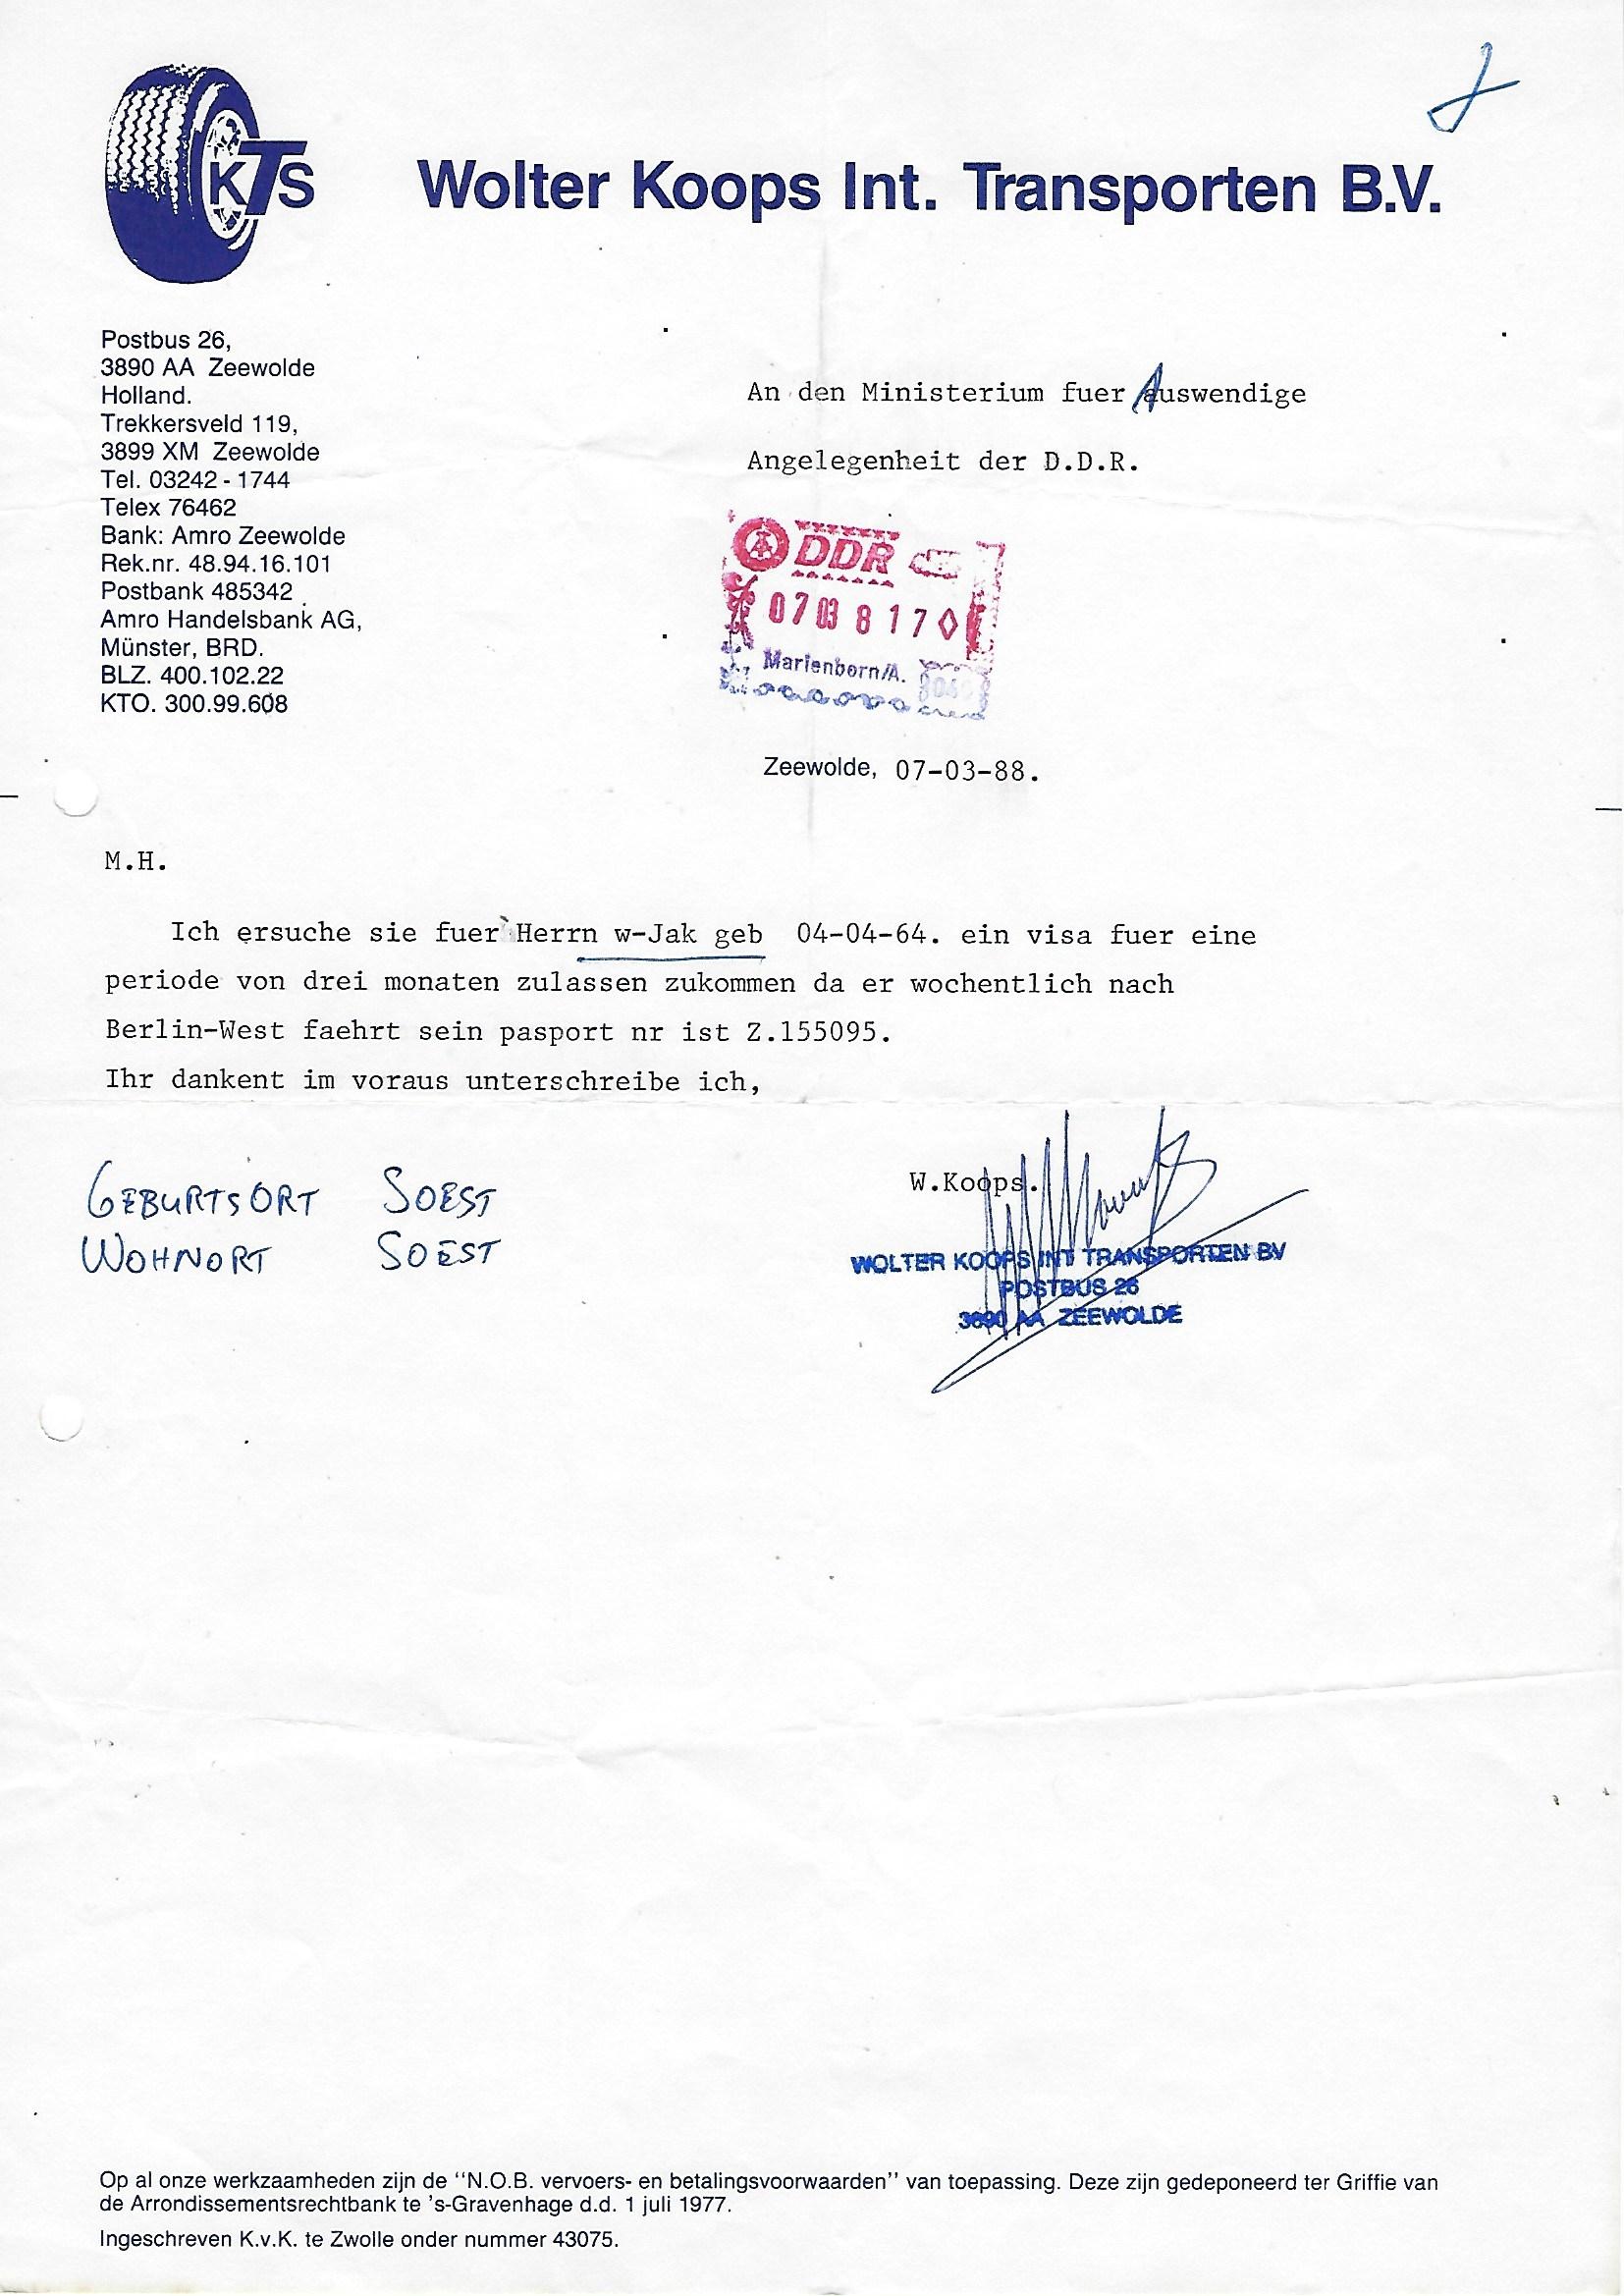 KTS
Wolter Koops Int. Transporten B.V.
Postbus 26,
3890 AA Zeewolde
Holland.
Trekkersveld 119,
3899 XM Zeewolde
Tel. 03242 - 1744
Telex 76462
Bank: Amro Zeewolde
Rek.nr. 48.94.16.101
Postbank 485342
Amro Handelsbank AG,
Münster, BRD.
BLZ. 400.102.22
KTO. 300.99.608
An den Ministerium fuer Auswendige
Angelegenheit der D.D.R.
DDR
07 03 8 17
Marienborn/A.
Zeewolde, 07-03-88.
M.H.
Ich ersuche sie fuer Herrn w-Jak geb 04-04-64. ein visa fuer eine
periode von drei monaten zulassen zukommen da er wochentlich nach
Berlin-West faehrt sein pasport nr ist Z.155095.
Ihr dankent im voraus unterschreibe ich,
GEBURTSORT SOEST
WOHNORT SOEST
W.Koops.
WOLTER KOOPS INT TRANSPORTEN BV
POSTBUS 26
3890 AA ZEEWOLDE
Op al onze werkzaamheden zijn de ‘‘N.O.B. vervoers- en betalingsvoorwaarden’’ van toepassing. Deze zijn gedeponeerd ter Griffie van
de Arrondissementsrechtbank te 's-Gravenhage d.d. 1 juli 1977.
Ingeschreven K.v.K. te Zwolle onder nummer 43075.